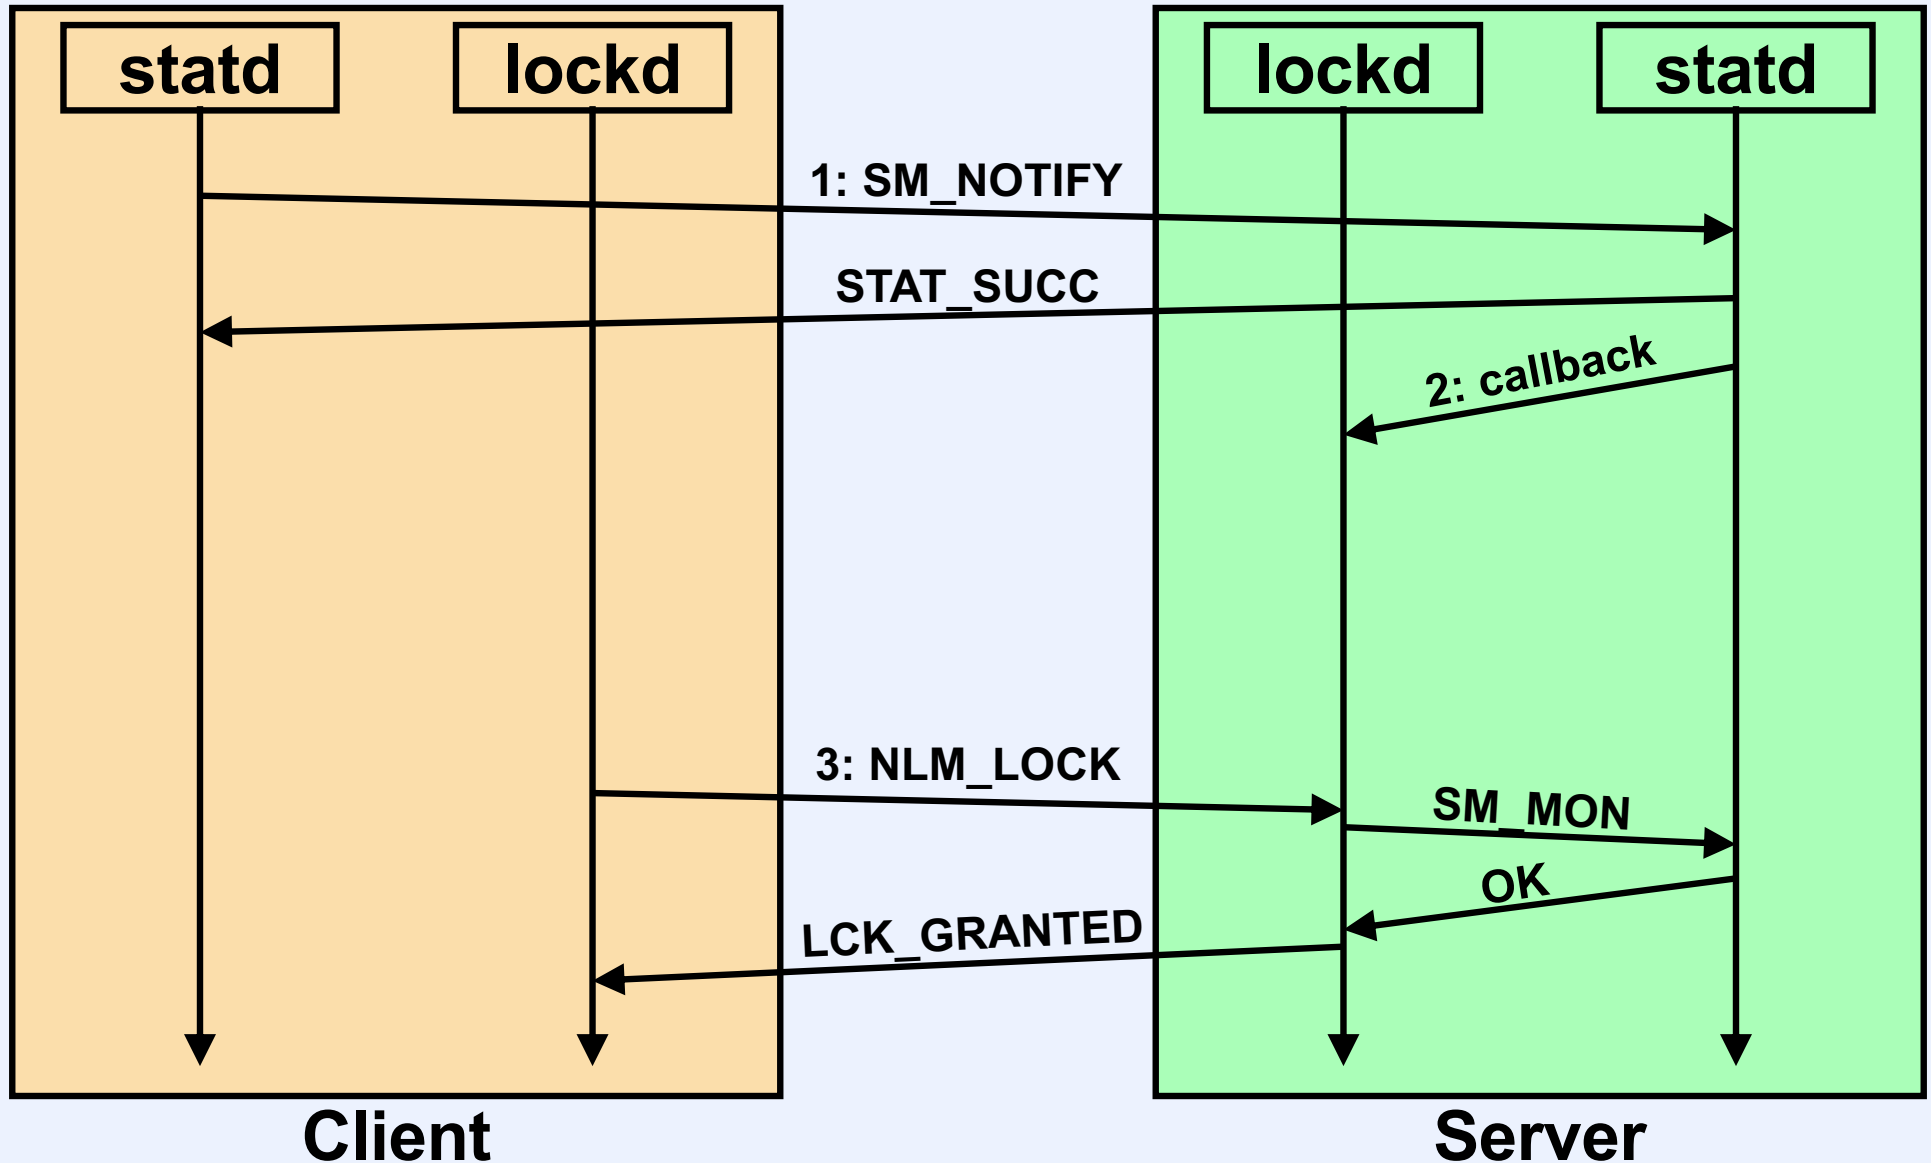 statd
lockd
lockd
statd
1: SM_NOTIFY
STAT_SUCC
2: callback
3: NLM_LOCK
SM_MON
OK
LCK_GRANTED
Client
Server